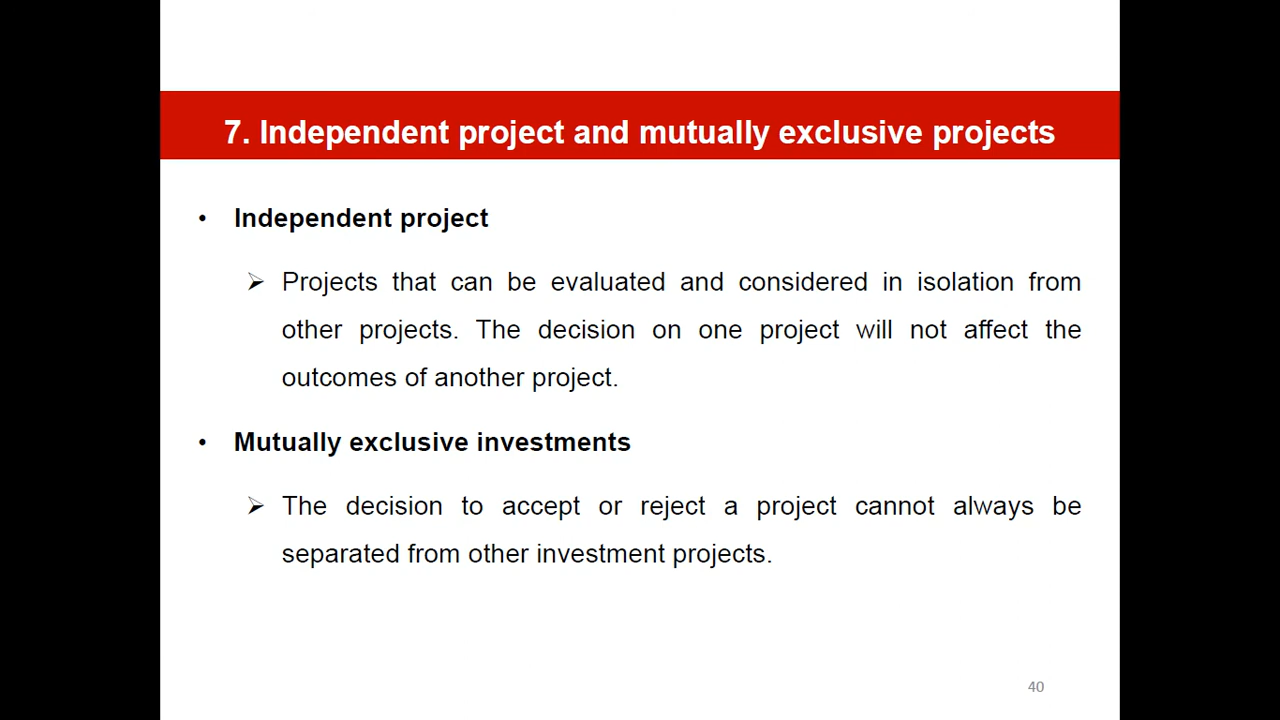 7. Independent project and mutually exclusive projects
• Independent project
➢ Projects that can be evaluated and considered in isolation from
other projects. The decision on one project will not affect the
outcomes of another project.
• Mutually exclusive investments
➢ The decision to accept or reject a project cannot always be
separated from other investment projects.
40